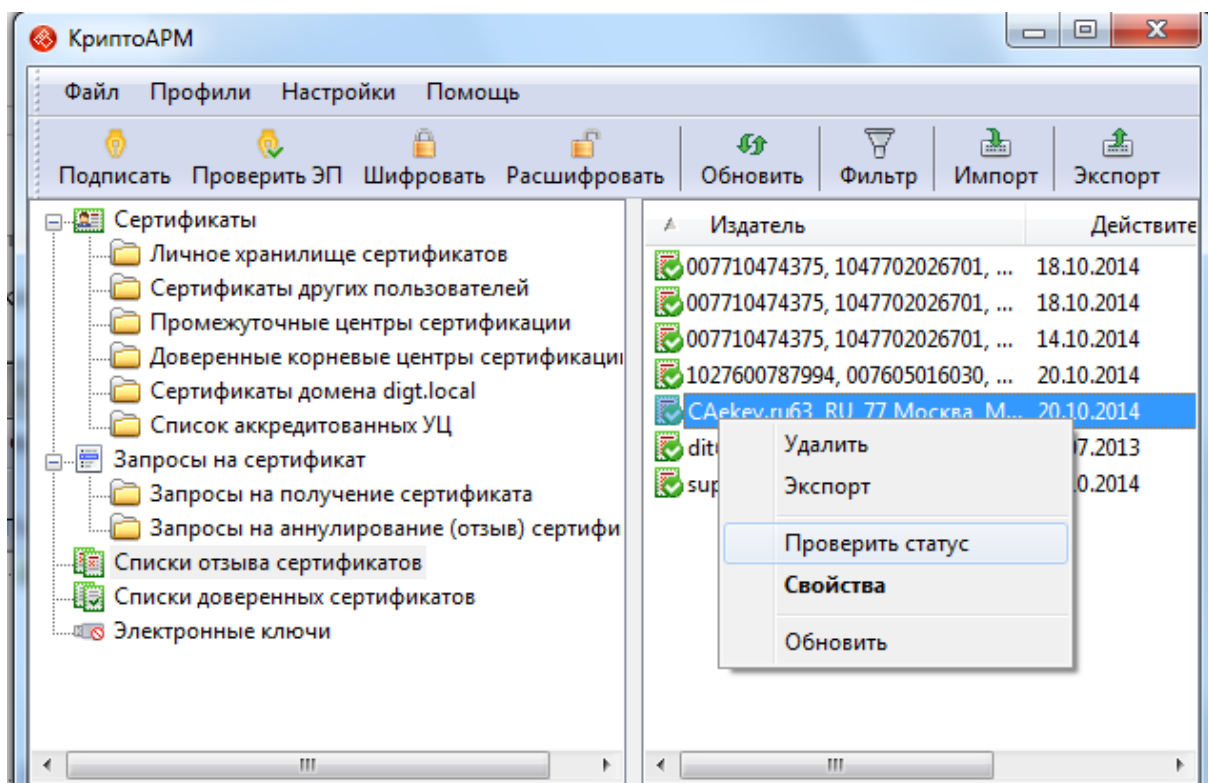 КриптоАРМ
Файл Профили Настройки Помощь
Подписать Проверить ЭП Шифровать Расшифровать Обновить Фильтр Импорт Экспорт
Сертификаты
Личное хранилище сертификатов
Сертификаты других пользователей
Промежуточные центры сертификации
Доверенные корневые центры сертификаци
Сертификаты домена digt.local
Список аккредитованных УЦ
Запросы на сертификат
Запросы на получение сертификата
Запросы на аннулирование (отзыв) сертифи
Списки отзыва сертификатов
Списки доверенных сертификатов
Электронные ключи
Издатель Действите
007710474375, 1047702026701, ... 18.10.2014
007710474375, 1047702026701, ... 18.10.2014
007710474375, 1047702026701, ... 14.10.2014
1027600787994, 007605016030, ... 20.10.2014
CAekey.ru63 RU 77 Москва М... 20.10.2014
dit 07.2013
sup 0.2014
Удалить
Экспорт
Проверить статус
Свойства
Обновить